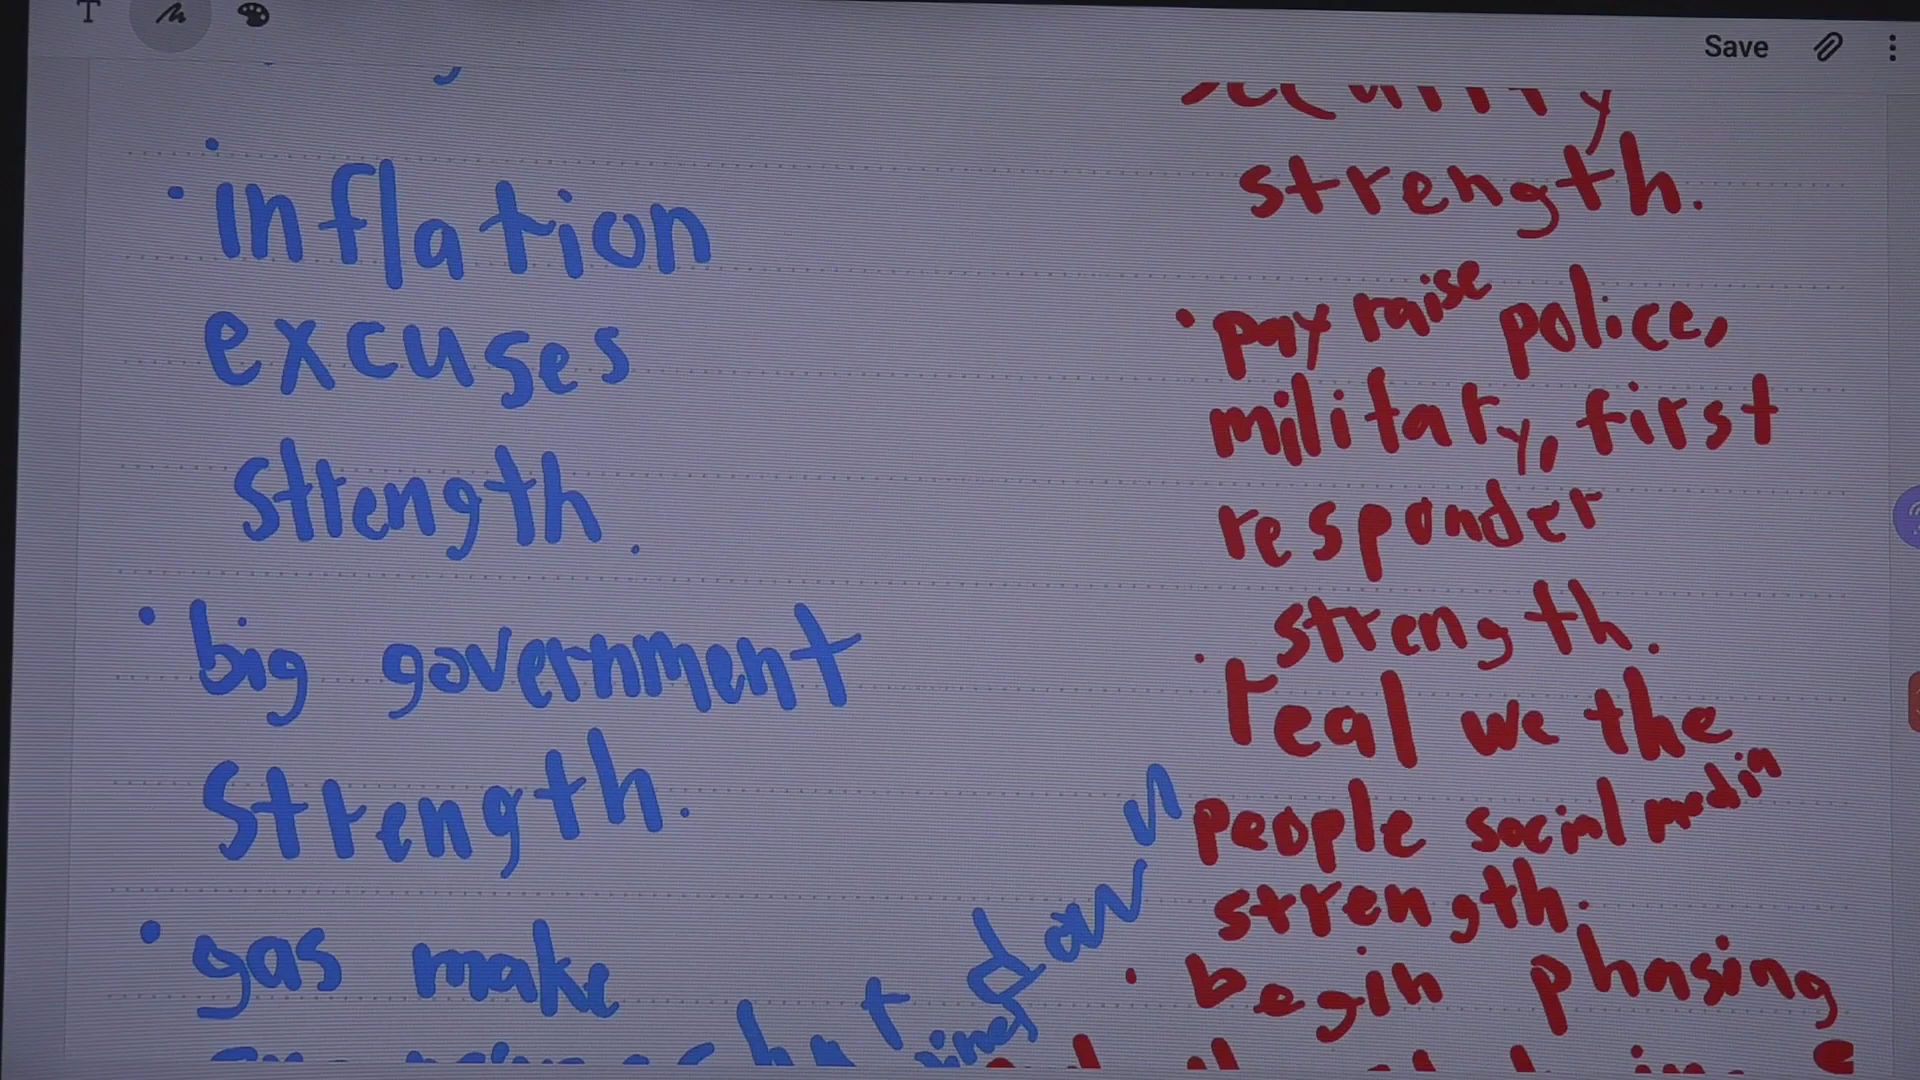 T
Save
inflation
excuses
strength.
big government
strength.
gas make
down
strength.
pay raise police,
military, first
responder
strength.
real we the
people social media
strength.
begin phasing